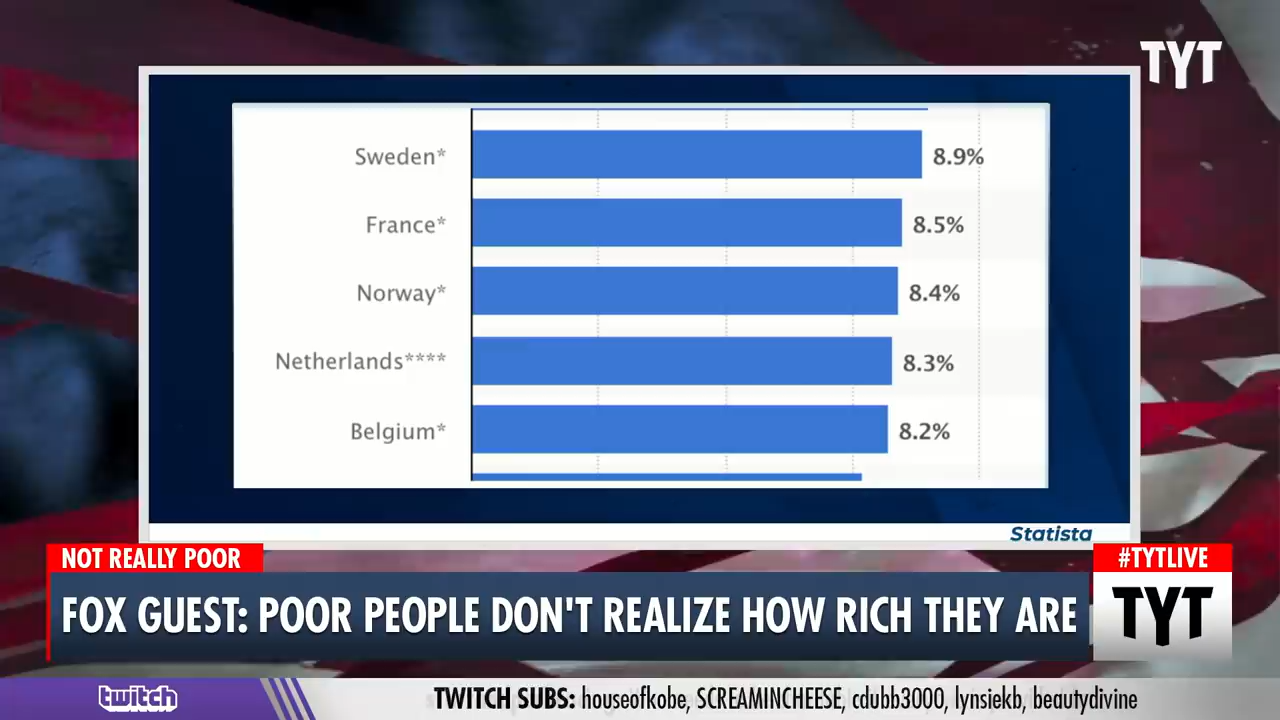 TYT
Sweden* 8.9%
France* 8.5%
Norway* 8.4%
Netherlands**** 8.3%
Belgium* 8.2%
Statista
NOT REALLY POOR
#TYTLIVE
FOX GUEST: POOR PEOPLE DON'T REALIZE HOW RICH THEY ARE
TYT
twitch
TWITCH SUBS: houseofkobe, SCREAMINCHEESE, cdubb3000, lynsiekb, beautydivine